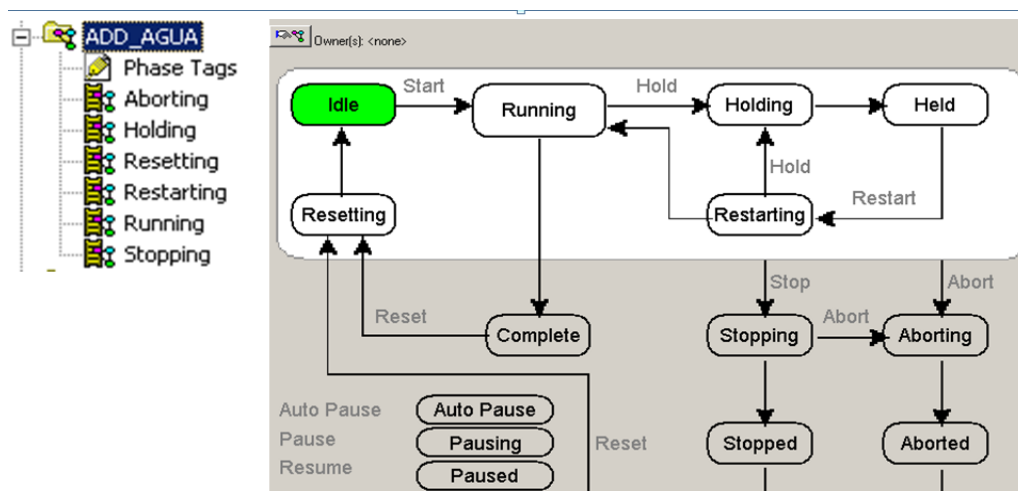 ADD_AGUA
Phase Tags
Aborting
Holding
Resetting
Restarting
Running
Stopping
Owner(s): <none>
Idle
Start
Running
Hold
Holding
Held
Hold
Resetting
Restarting
Restart
Stop
Abort
Reset
Complete
Stopping
Abort
Aborting
Auto Pause
Auto Pause
Pause
Pausing
Reset
Stopped
Aborted
Resume
Paused